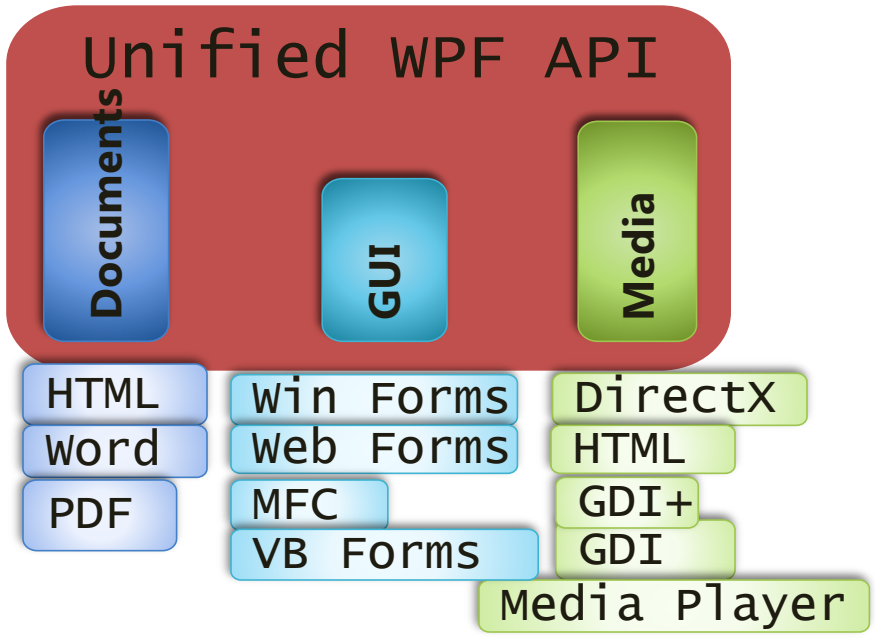 Unified WPF API
Documents
GUI
Media
HTML
Word
PDF
Win Forms
Web Forms
MFC
VB Forms
DirectX
HTML
GDI+
GDI
Media Player